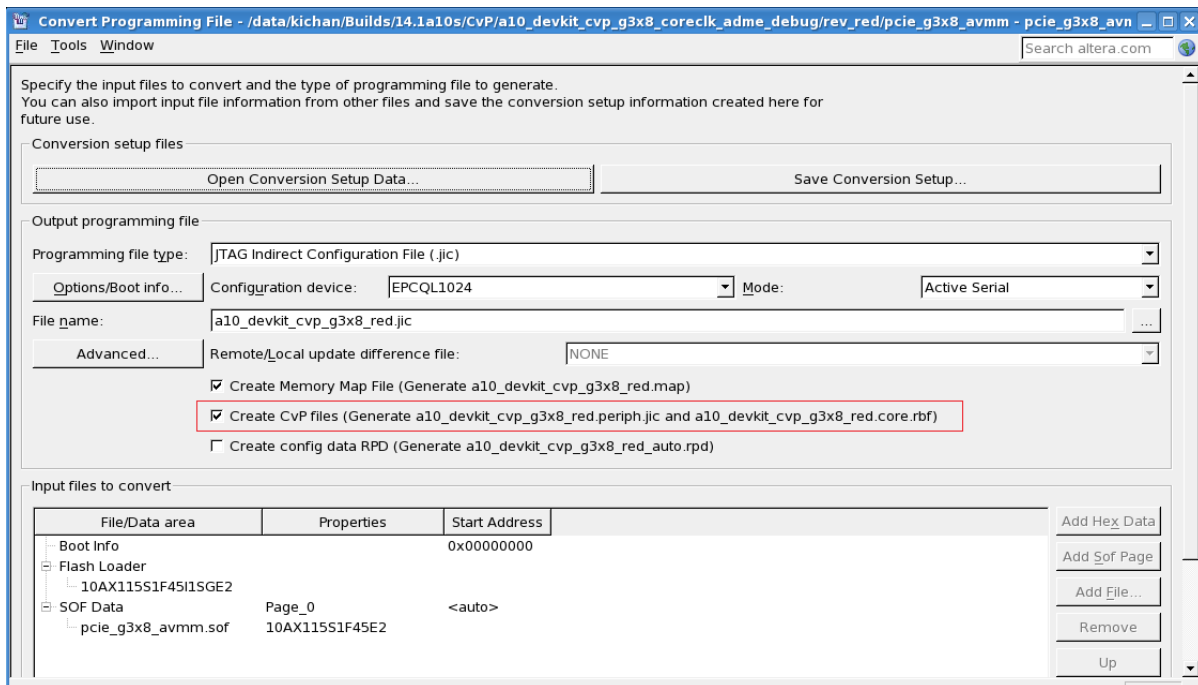 Convert Programming File - /data/kichan/Builds/14.1a10s/CvP/a10_devkit_cvp_g3x8_coreclk_adme_debug/rev_red/pcie_g3x8_avmm - pcie_g3x8_avn
File Tools Window
Search altera.com
Specify the input files to convert and the type of programming file to generate.
You can also import input file information from other files and save the conversion setup information created here for
future use.
Conversion setup files
Open Conversion Setup Data... Save Conversion Setup...
Output programming file
Programming file type: JTAG Indirect Configuration File (.jic)
Options/Boot info... Configuration device: EPCQL1024 Mode: Active Serial
File name: a10_devkit_cvp_g3x8_red.jic ...
Advanced... Remote/Local update difference file: NONE
Create Memory Map File (Generate a10_devkit_cvp_g3x8_red.map)
Create CvP files (Generate a10_devkit_cvp_g3x8_red.periph.jic and a10_devkit_cvp_g3x8_red.core.rbf)
Create config data RPD (Generate a10_devkit_cvp_g3x8_red_auto.rpd)
Input files to convert
File/Data area Properties Start Address
Add Hex Data
Boot Info 0x00000000
Add Sof Page
Flash Loader
10AX115S1F45I1SGE2
Add File...
SOF Data Page_0 <auto>
pcie_g3x8_avmm.sof 10AX115S1F45E2
Remove
Up